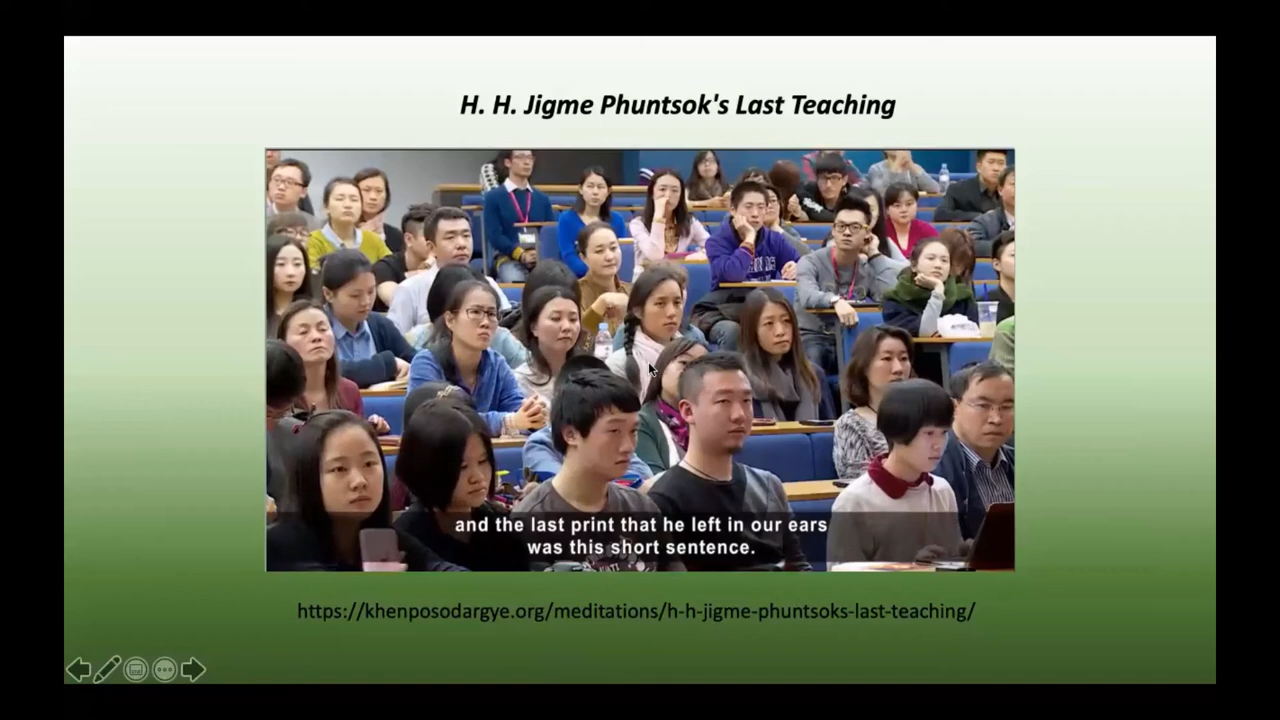 H. H. Jigme Phuntsok's Last Teaching
and the last print that he left in our ears
was this short sentence.
https://khenposodargye.org/meditations/h-h-jigme-phuntsoks-last-teaching/